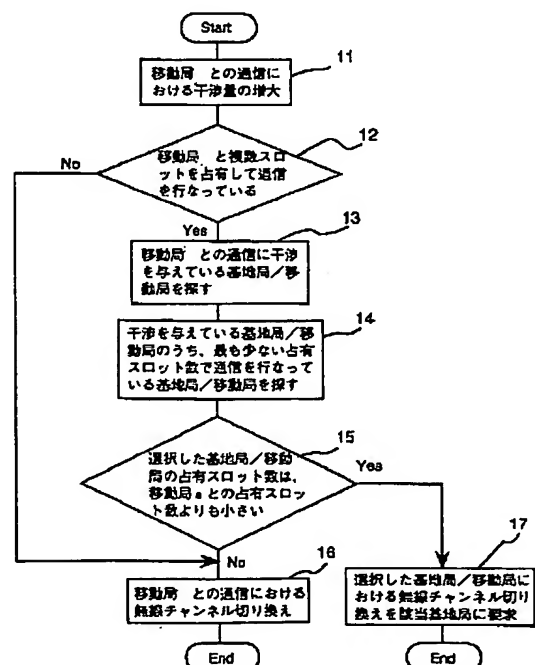 Start
11
移動局 との通信に
おける干渉量の増大
12
移動局 と複数スロ
ットを占有して通信
を行なっている
No
Yes
13
移動局 との通信に干渉
を与えている基地局／移
動局を探す
14
干渉を与えている基地局／移
動局のうち、最も少ない占有
スロット数で通信を行なって
いる基地局／移動局を探す
15
選択した基地局／移動
局の占有スロット数は、
移動局aとの占有スロッ
ト数よりも小さい
Yes
No
16
移動局 との通信における
無線チャンネル切り換え
17
選択した基地局／移動局に
おける無線チャンネル切り
換えを該当基地局に要求
End
End